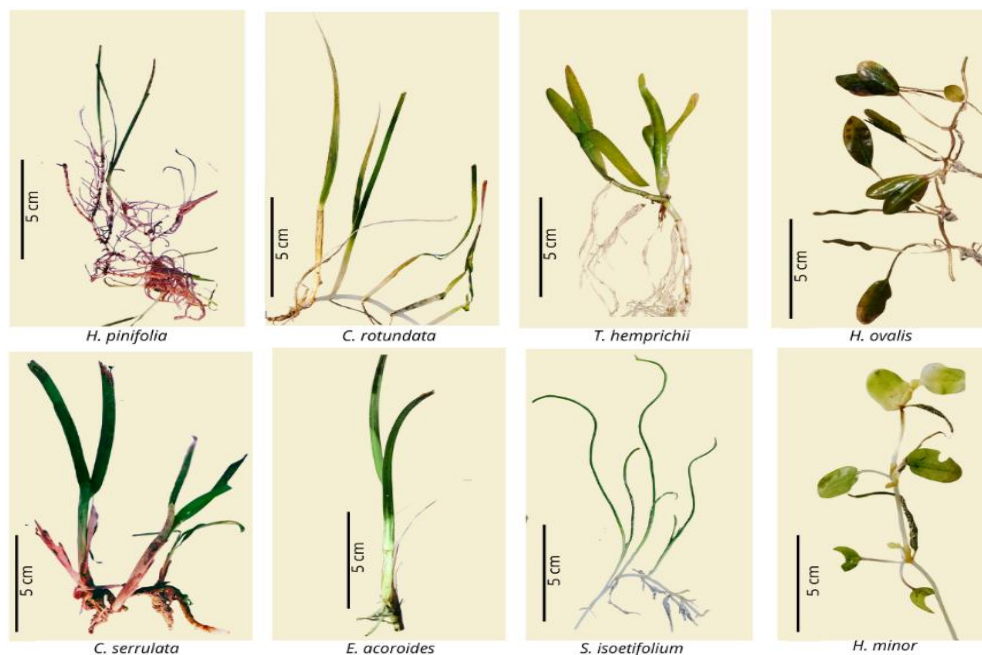 5 cm
H. pinifolia
5 cm
C. rotundata
5 cm
T. hemprichii
5 cm
H. ovalis
5 cm
C. serrulata
5 cm
E. acoroides
5 cm
S. isoetifolium
5 cm
H. minor